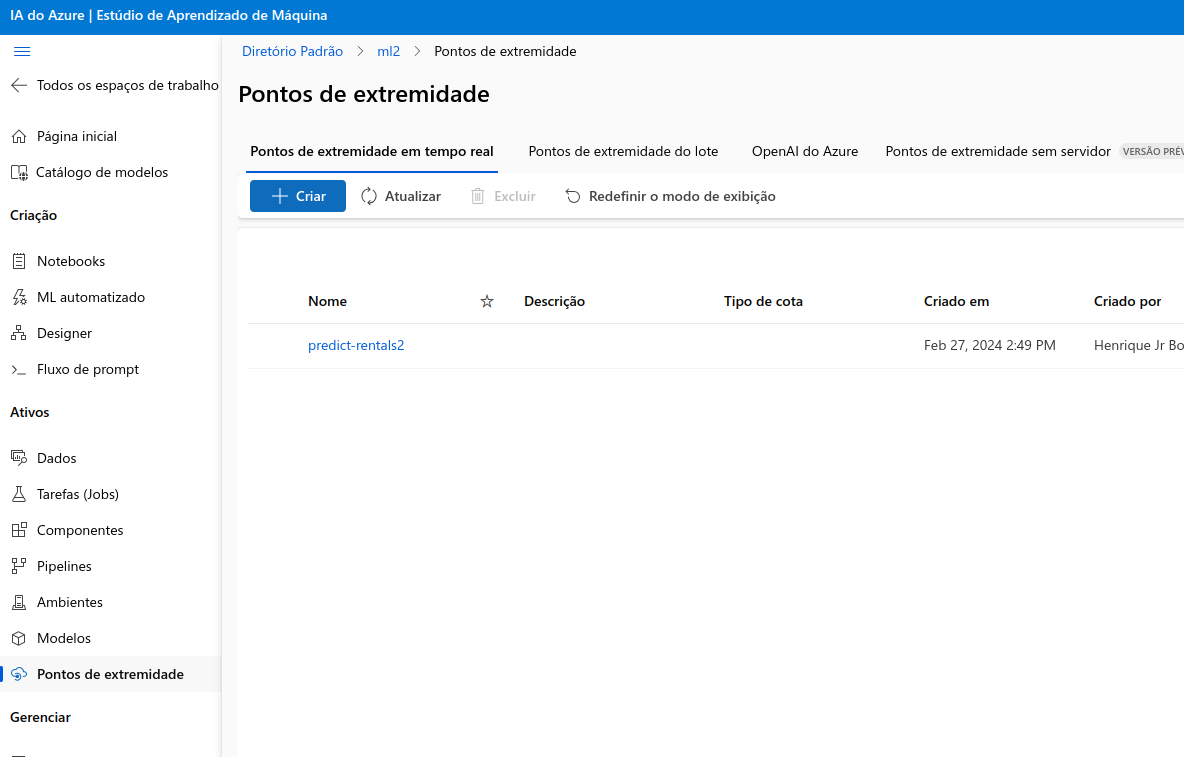 IA do Azure | Estúdio de Aprendizado de Máquina
Diretório Padrão > ml2 > Pontos de extremidade
Todos os espaços de trabalho
Página inicial
Catálogo de modelos
Criação
Notebooks
ML automatizado
Designer
Fluxo de prompt
Ativos
Dados
Tarefas (Jobs)
Componentes
Pipelines
Ambientes
Modelos
Pontos de extremidade
Gerenciar
Pontos de extremidade
Pontos de extremidade em tempo real Pontos de extremidade do lote OpenAI do Azure Pontos de extremidade sem servidor VERSÃO PRÉV
Criar Atualizar Excluir Redefinir o modo de exibição
Nome Descrição Tipo de cota Criado em Criado por
predict-rentals2 Feb 27, 2024 2:49 PM Henrique Jr Bo